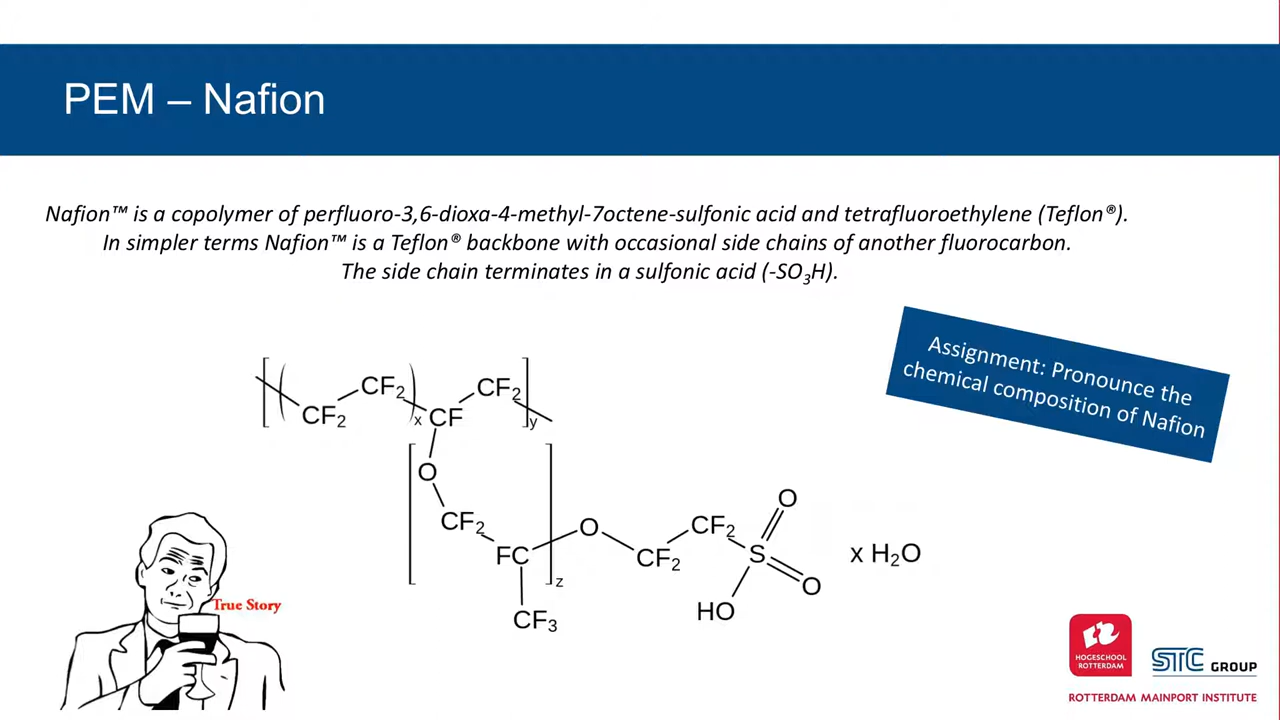 PEM – Nafion
Nafion™ is a copolymer of perfluoro-3,6-dioxa-4-methyl-7octene-sulfonic acid and tetrafluoroethylene (Teflon®).
In simpler terms Nafion™ is a Teflon® backbone with occasional side chains of another fluorocarbon.
The side chain terminates in a sulfonic acid (-SO₃H).
Assignment: Pronounce the
chemical composition of Nafion
CF₂ CF₂
CF₂ x CF y
O
O
CF₂ CF₂
FC z CF₂ S x H₂O
O
CF₃ HO
True Story
HOGESCHOOL
ROTTERDAM
STC GROUP
ROTTERDAM MAINPORT INSTITUTE